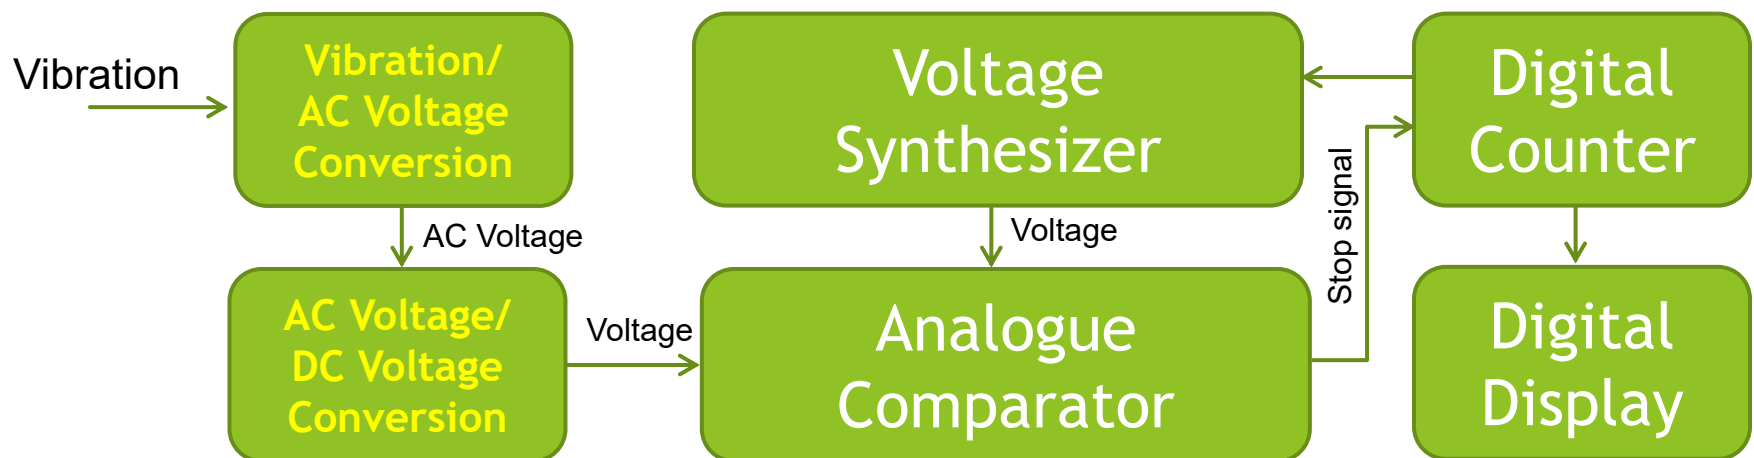 Vibration
Vibration/
AC Voltage
Conversion
Voltage
Synthesizer
Digital
Counter
AC Voltage
Voltage
Stop signal
AC Voltage/
DC Voltage
Conversion
Voltage
Analogue
Comparator
Digital
Display